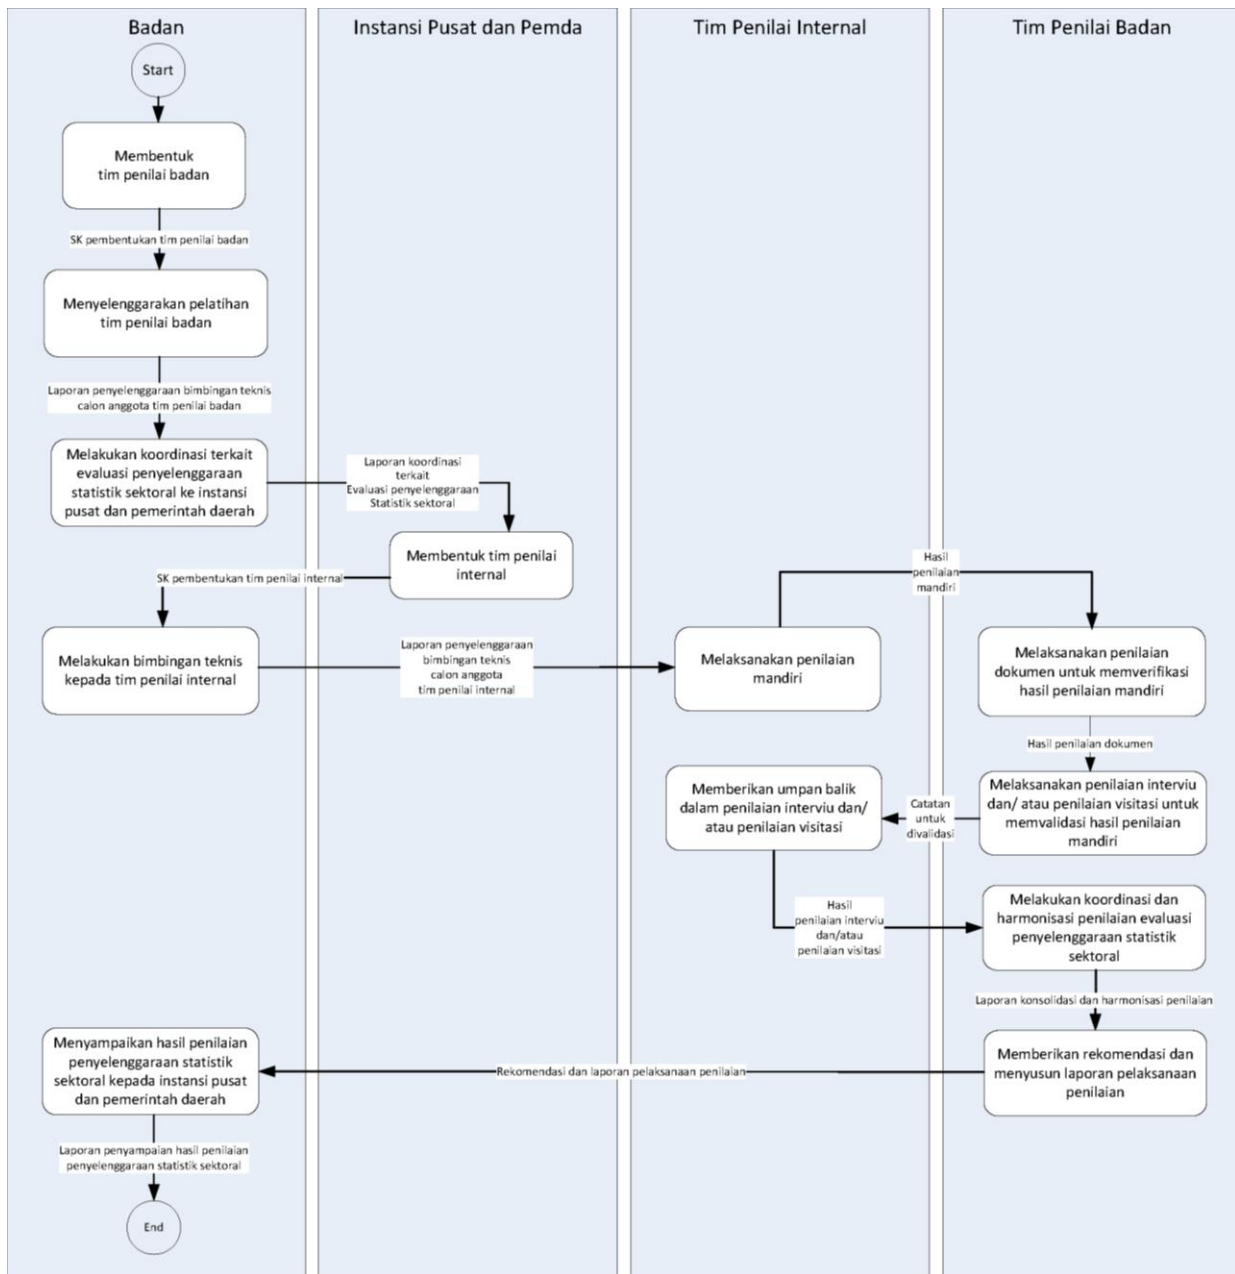 Badan
Instansi Pusat dan Pemda
Tim Penilai Internal
Tim Penilai Badan
Start
Membentuk
tim penilai badan
SK pembentukan tim penilai badan
Menyelenggarakan pelatihan
tim penilai badan
Laporan penyelenggaraan bimbingan teknis
calon anggota tim penilai badan
Melakukan koordinasi terkait
evaluasi penyelenggaraan
statistik sektoral ke instansi
pusat dan pemerintah daerah
Laporan koordinasi
terkait
Evaluasi penyelenggaraan
Statistik sektoral
Membentuk tim penilai
internal
SK pembentukan tim penilai internal
Melakukan bimbingan teknis
kepada tim penilai internal
Laporan penyelenggaraan
bimbingan teknis
calon anggota
tim penilai internal
Melaksanakan penilaian
mandiri
Hasil
penilaian
mandiri
Melaksanakan penilaian
dokumen untuk memverifikasi
hasil penilaian mandiri
Hasil penilaian dokumen
Melaksanakan penilaian interviu
dan/ atau penilaian visitasi untuk
memvalidasi hasil penilaian
mandiri
Catatan
untuk
divalidasi
Memberikan umpan balik
dalam penilaian interviu dan/
atau penilaian visitasi
Hasil
penilaian interviu
dan/atau
penilaian visitasi
Melakukan koordinasi dan
harmonisasi penilaian evaluasi
penyelenggaraan statistik
sektoral
Laporan konsolidasi dan harmonisasi penilaian
Memberikan rekomendasi dan
menyusun laporan pelaksanaan
penilaian
Rekomendasi dan laporan pelaksanaan penilaian
Menyampaikan hasil penilaian
penyelenggaraan statistik
sektoral kepada instansi pusat
dan pemerintah daerah
Laporan penyampaian hasil penilaian
penyelenggaraan statistik sektoral
End